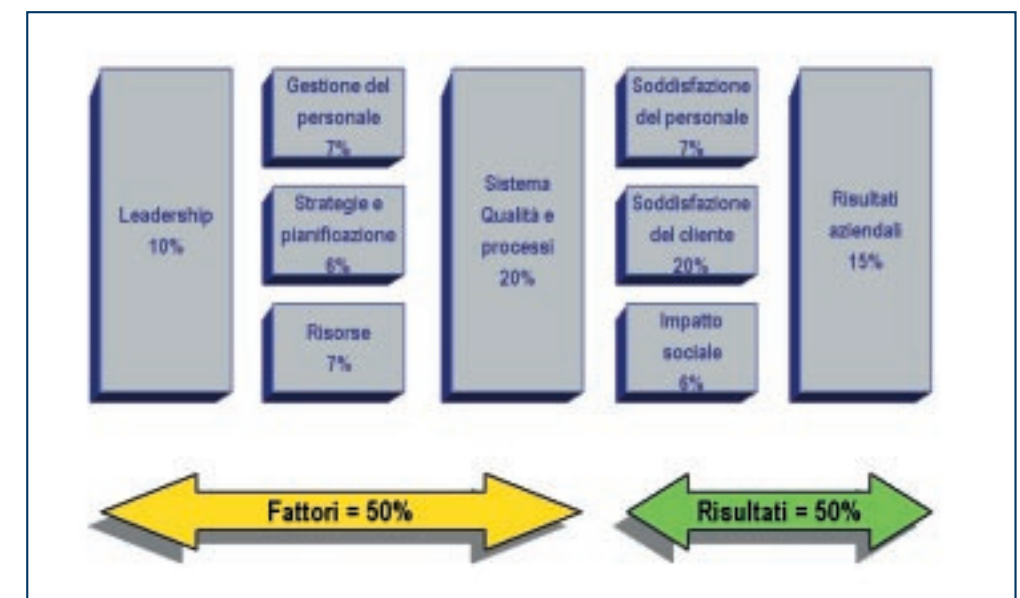 Leadership
10%
Gestione del
personale
7%
Strategie e
pianificazione
6%
Risorse
7%
Sistema
Qualità e
processi
20%
Soddisfazione
del personale
7%
Soddisfazione
del cliente
20%
Impatto
sociale
6%
Risultati
aziendali
15%
Fattori = 50%
Risultati = 50%